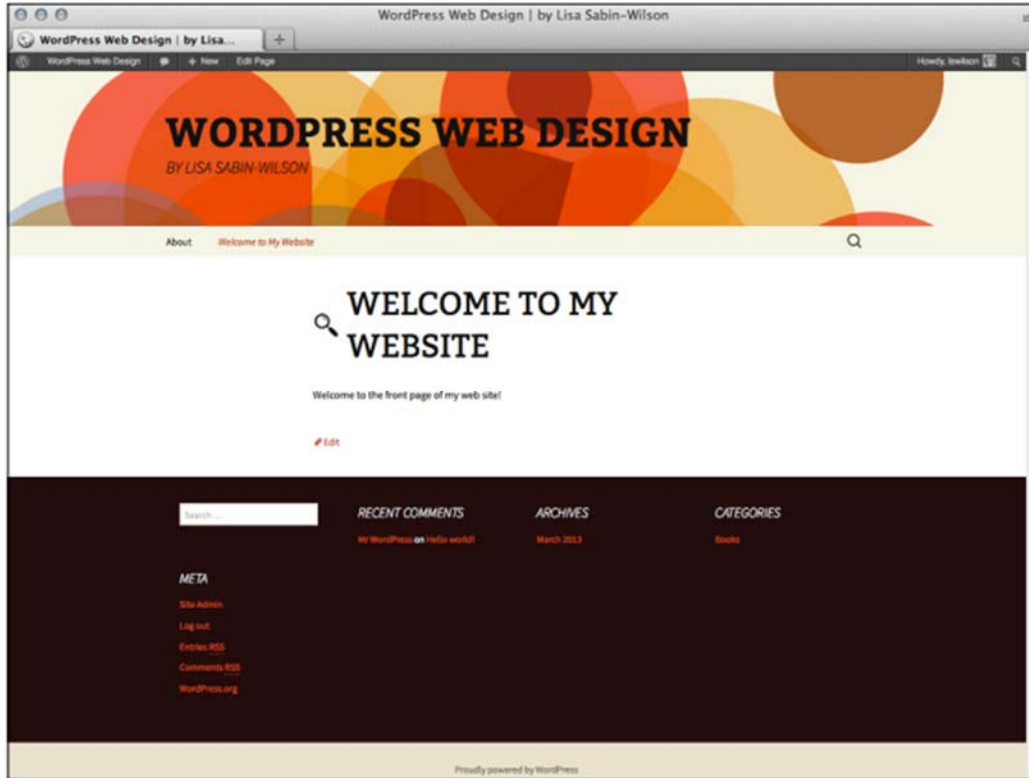 WordPress Web Design | by Lisa Sabin-Wilson
WordPress Web Design | by Lisa...
WordPress Web Design + New Edit Page Howdy, lswilson
WORDPRESS WEB DESIGN
BY LISA SABIN-WILSON
About Welcome to My Website
WELCOME TO MY
WEBSITE
Welcome to the front page of my web site!
Edit
Search ...
RECENT COMMENTS
Mr WordPress on Hello world!
ARCHIVES
March 2013
CATEGORIES
Books
META
Site Admin
Log out
Entries RSS
Comments RSS
WordPress.org
Proudly powered by WordPress